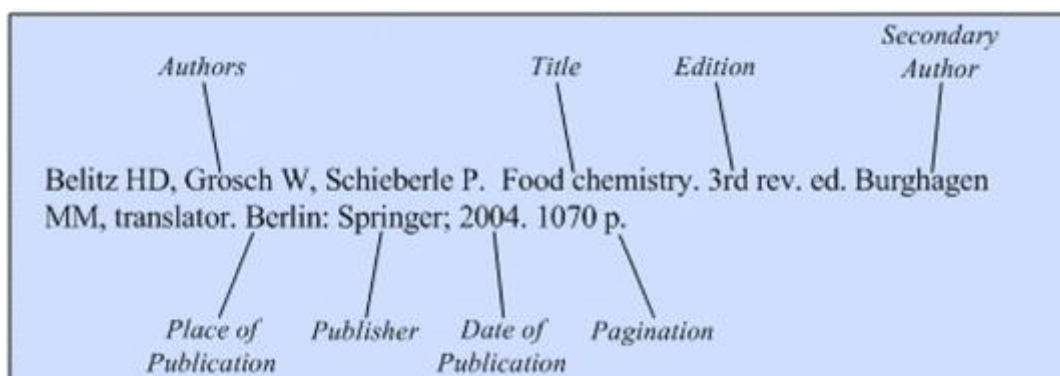 Secondary
Authors Title Edition Author
Belitz HD, Grosch W, Schieberle P. Food chemistry. 3rd rev. ed. Burghagen
MM, translator. Berlin: Springer; 2004. 1070 p.
Place of Publisher Date of Pagination
Publication Publication